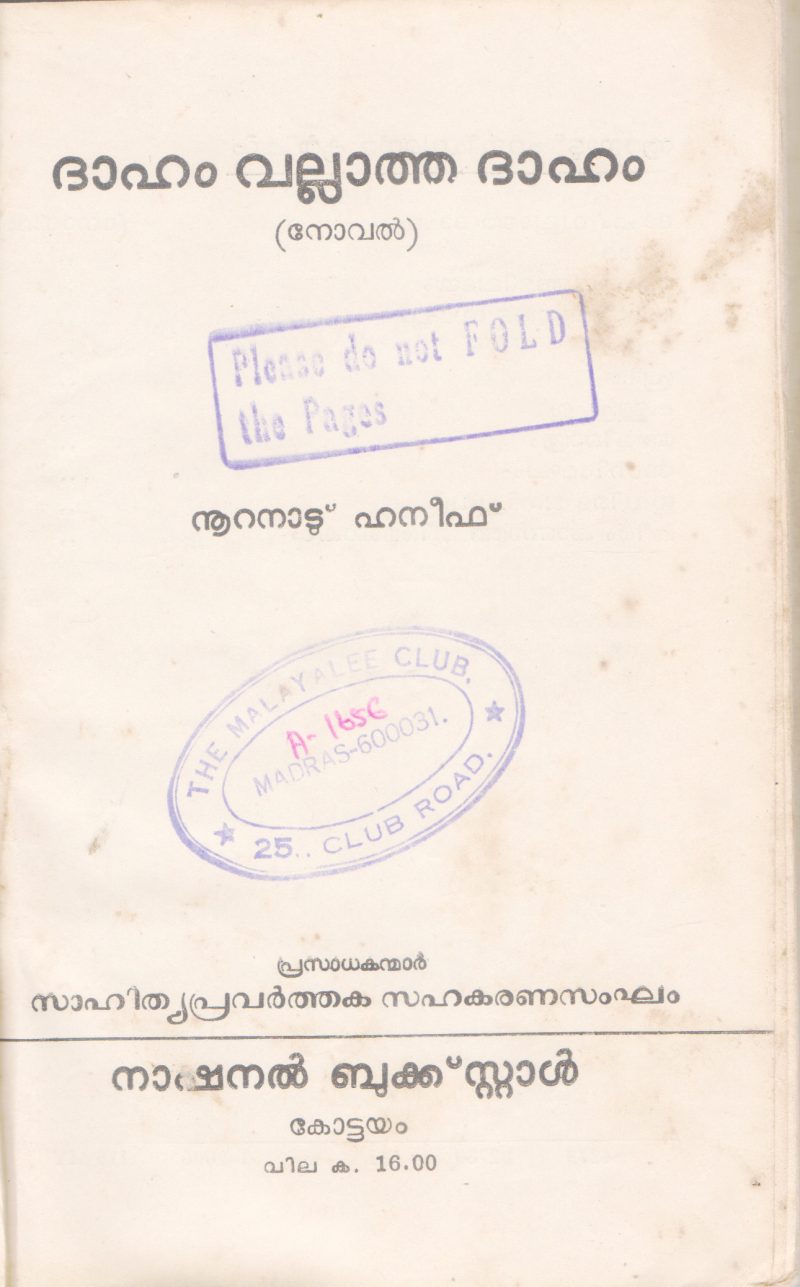 ദാഹം വല്ലാത്ത ദാഹം
(നോവൽ)
Please do not FOLD
the Pages
നൂറനാട്ടു് ഹനീഫ്
THE MALAYALEE CLUB,
A-1656
MADRAS-600031.
25.. CLUB ROAD.
പ്രസാധകന്മാർ
സാഹിത്യപ്രവർത്തക സഹകരണസംഘം
നാഷനൽ ബുക്ക്സ്റ്റാൾ
കോട്ടയം
വില ക. 16.00